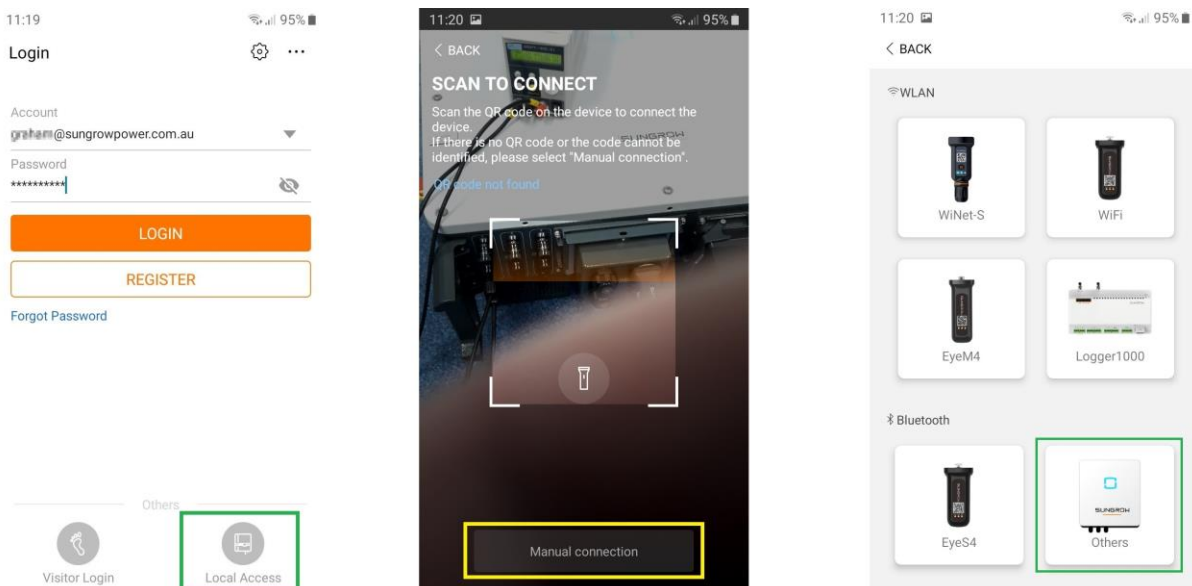 11:19
95%
Login
Account
@sungrowpower.com.au
Password
**********
LOGIN
REGISTER
Forgot Password
Others
Visitor Login
Local Access
11:20
95%
< BACK
SCAN TO CONNECT
Scan the QR code on the device to connect the
device.
If there is no QR code or the code cannot be
identified, please select "Manual connection".
SUNGROW
QR code not found
Manual connection
11:20
95%
< BACK
WLAN
WiNet-S
WiFi
EyeM4
Logger1000
Bluetooth
EyeS4
SUNGROW
Others